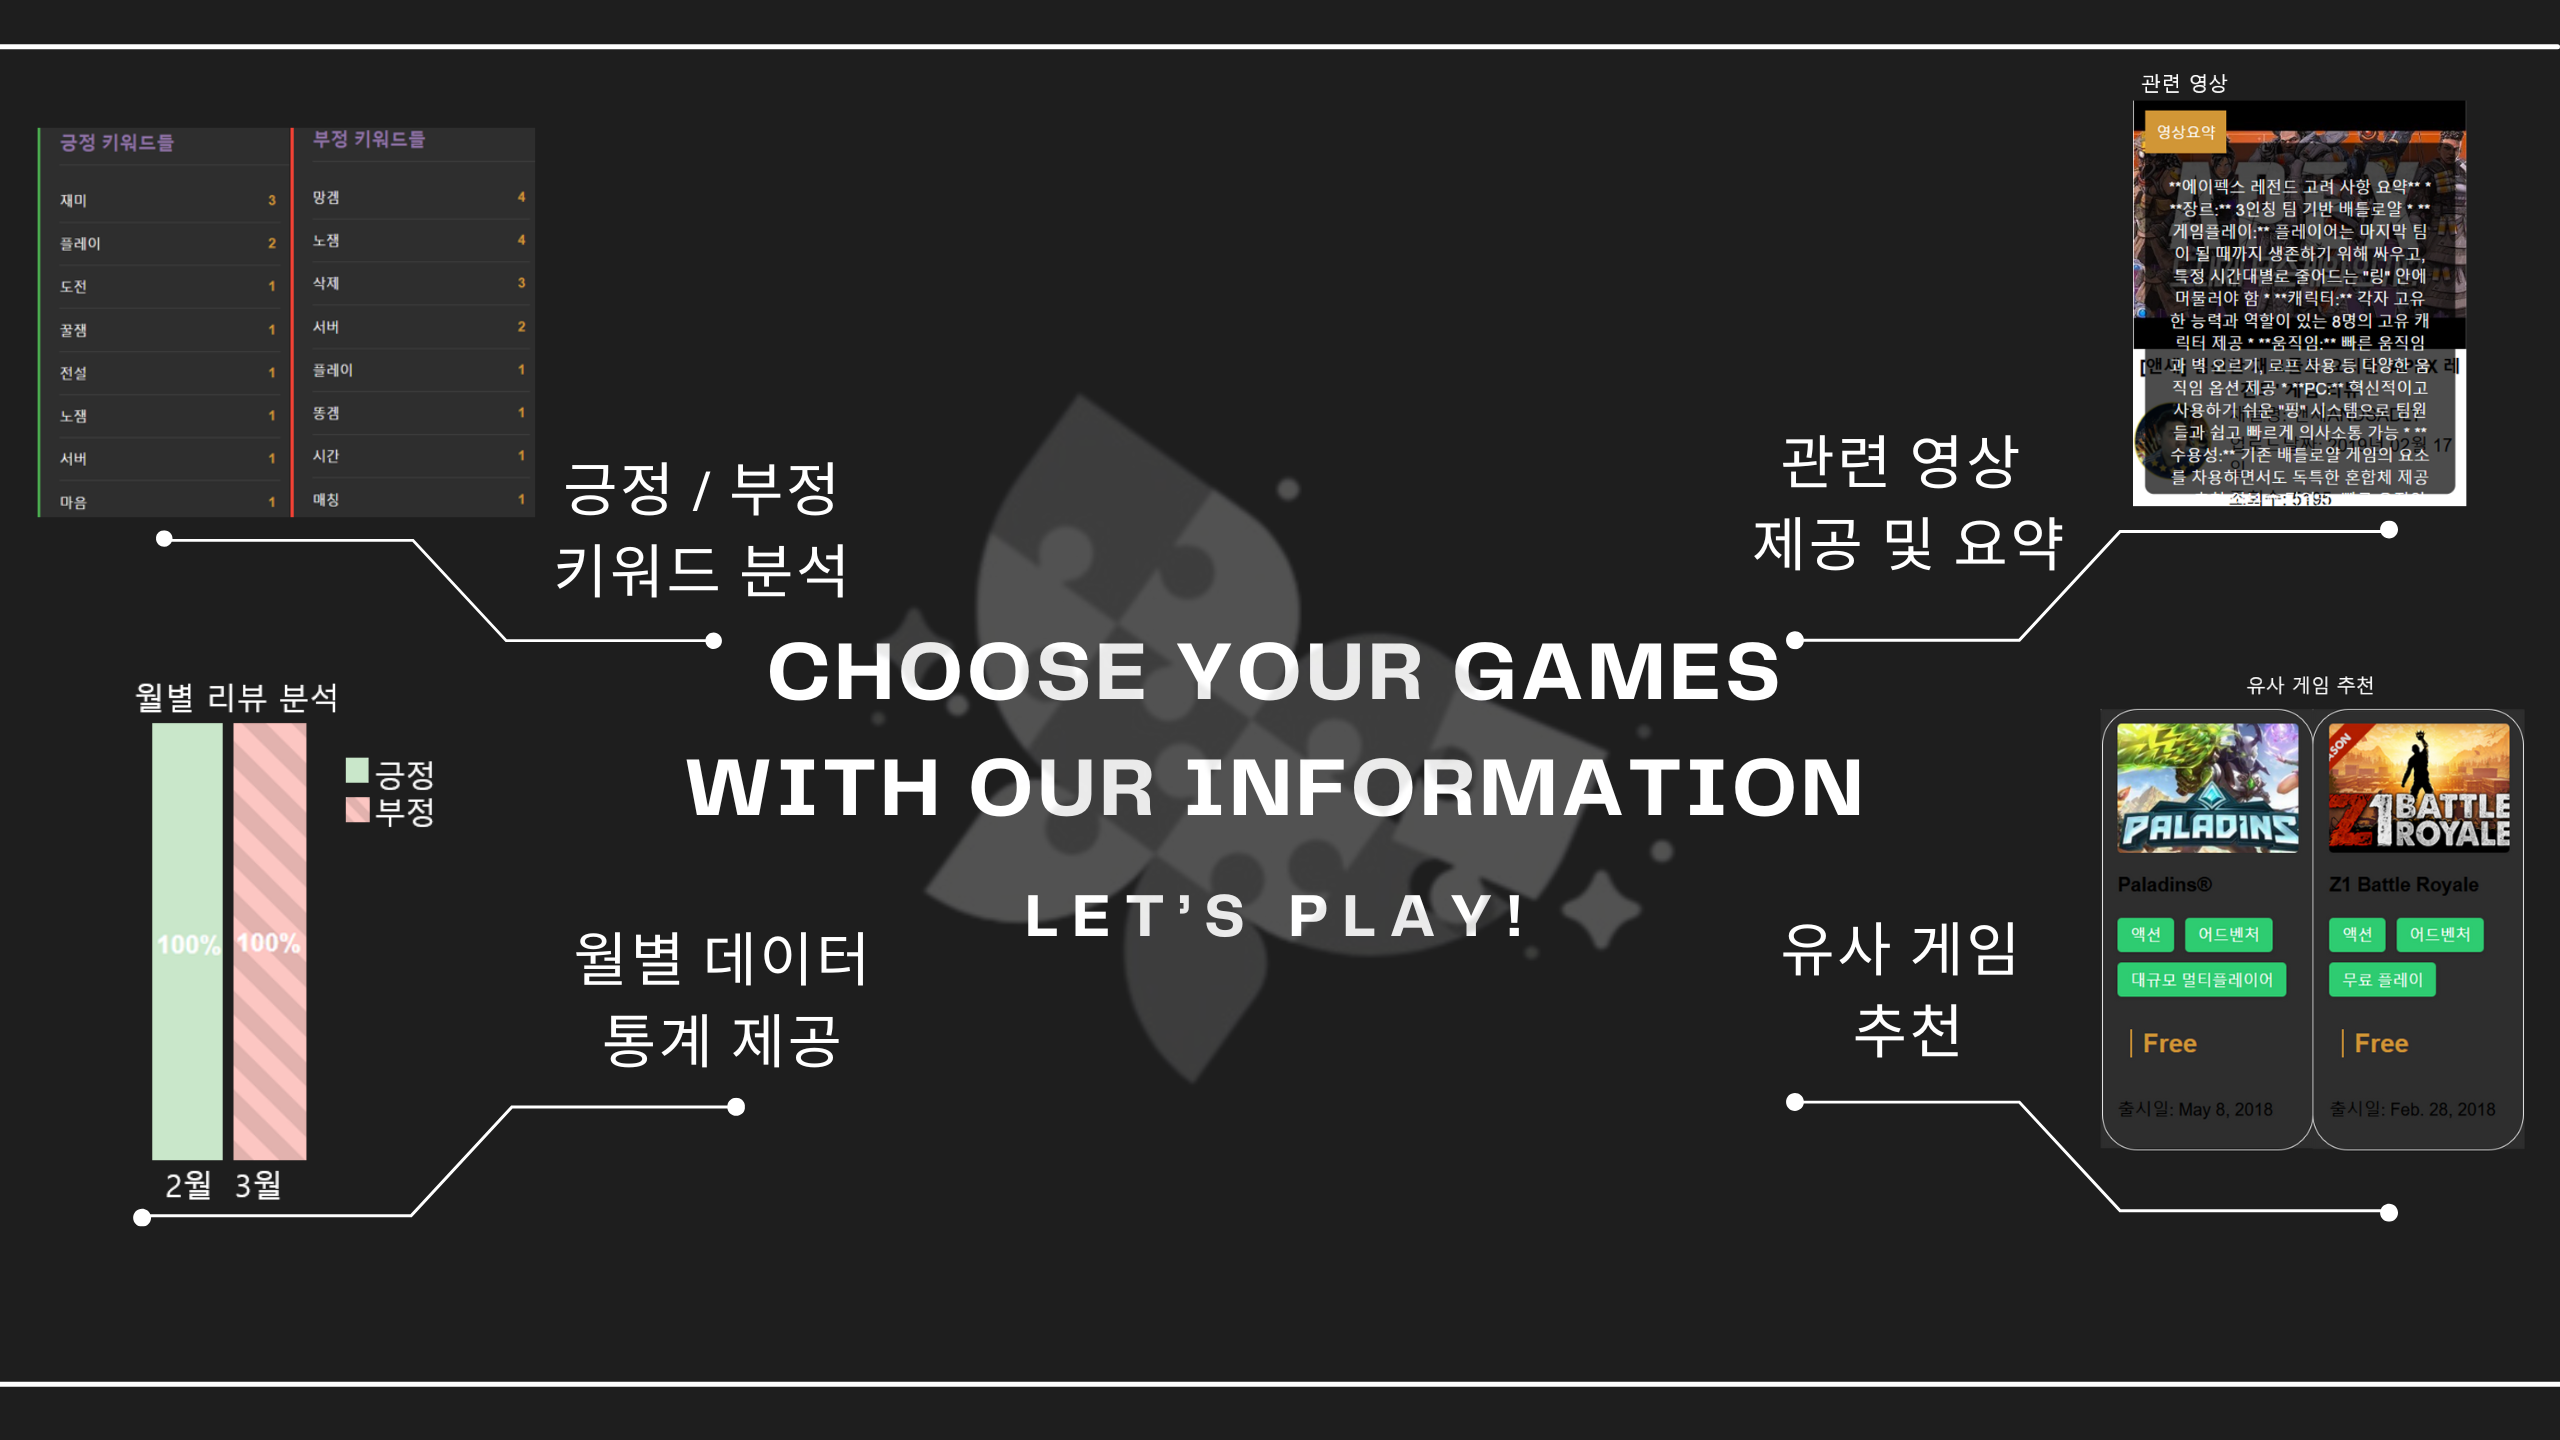 긍정 키워드들
재미 3
플레이 2
도전 1
꿀잼 1
전설 1
노잼 1
서버 1
마음 1
부정 키워드들
망겜 4
노잼 4
삭제 3
서버 2
플레이 1
똥겜 1
시간 1
매칭 1
긍정 / 부정
키워드 분석
관련 영상
영상요약
**에이펙스 레전드 고려 사항 요약** *
**장르:** 3인칭 팀 기반 배틀로얄 * **
게임플레이:** 플레이어는 마지막 팀
이 될 때까지 생존하기 위해 싸우고,
특정 시간대별로 줄어드는 "링" 안에
머물러야 함 * **캐릭터:** 각자 고유
한 능력과 역할이 있는 8명의 고유 캐
릭터 제공 * **움직임:** 빠른 움직임
과 벽 오르기, 로프 사용 등 다양한 움
직임 옵션 제공 * **PC:** 혁신적이고
사용하기 쉬운 "핑" 시스템으로 팀원
들과 쉽고 빠르게 의사소통 가능 * **
수용성:** 기존 배틀로얄 게임의 요소
를 사용하면서도 독특한 혼합체 제공
조회수: 5195
관련 영상
제공 및 요약
CHOOSE YOUR GAMES
WITH OUR INFORMATION
LET'S PLAY!
월별 리뷰 분석
긍정
부정
100% 100%
2월 3월
월별 데이터
통계 제공
유사 게임
추천
유사 게임 추천
PALADINS
Paladins®
액션 어드벤처
대규모 멀티플레이어
Free
출시일: May 8, 2018
Z1 BATTLE
ROYALE
Z1 Battle Royale
액션 어드벤처
무료 플레이
Free
출시일: Feb. 28, 2018